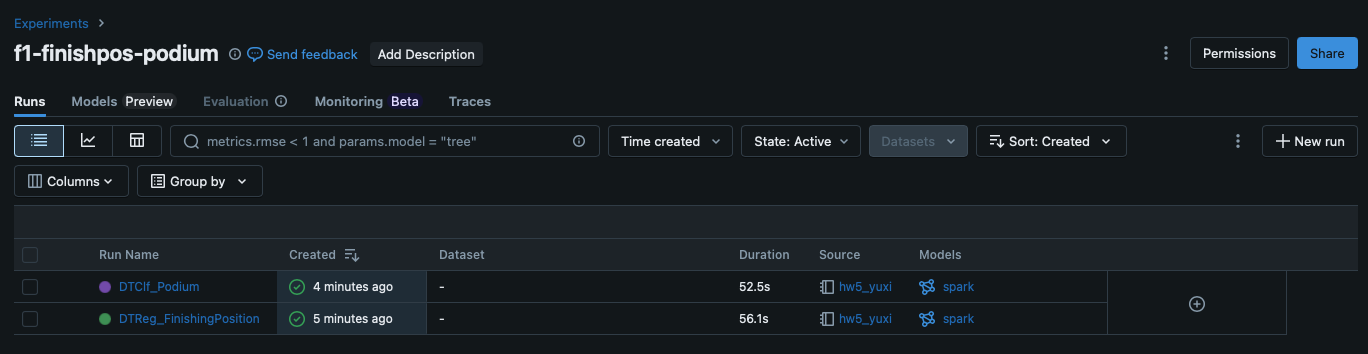 Experiments
f1-finishpos-podium Send feedback Add Description Permissions Share
Runs Models Preview Evaluation Monitoring Beta Traces
metrics.rmse < 1 and params.model = "tree" Time created State: Active Datasets Sort: Created New run
Columns Group by
Run Name Created Dataset Duration Source Models
DTClf_Podium 4 minutes ago - 52.5s hw5_yuxi spark
DTReg_FinishingPosition 5 minutes ago - 56.1s hw5_yuxi spark